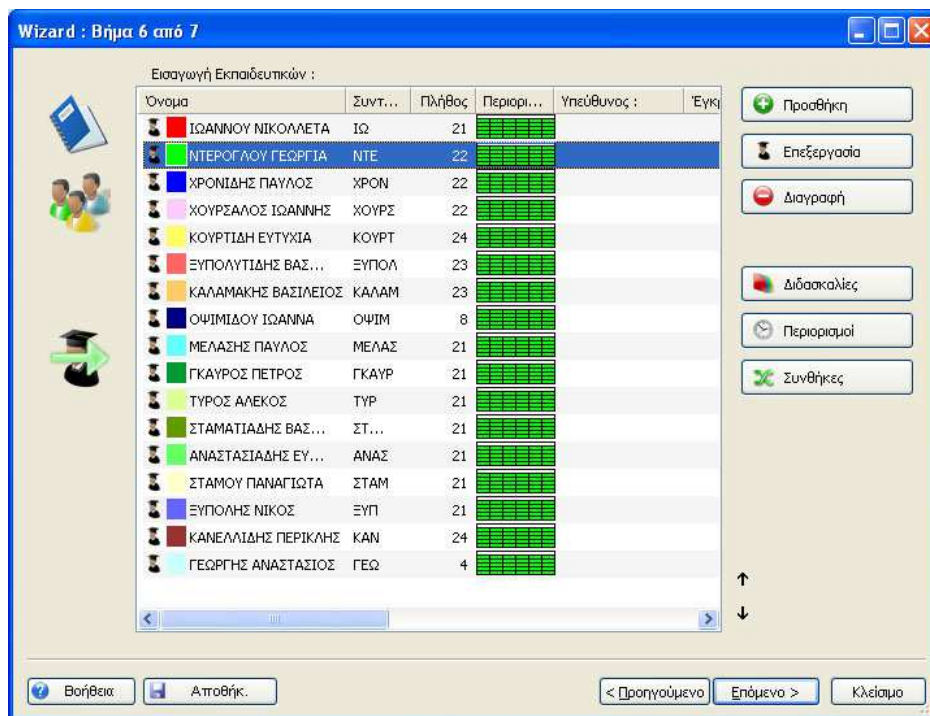 Wizard : Βήμα 6 από 7
Εισαγωγή Εκπαιδευτικών :
Όνομα Συντ... Πλήθος Περιορι... Υπεύθυνος : Έγκρ
ΙΩΑΝΝΟΥ ΝΙΚΟΛΛΕΤΑ ΙΩ 21
ΝΤΕΡΟΓΛΟΥ ΓΕΩΡΓΙΑ ΝΤΕ 22
ΧΡΟΝΙΔΗΣ ΠΑΥΛΟΣ ΧΡΟΝ 22
ΧΟΥΡΣΑΛΟΣ ΙΩΑΝΝΗΣ ΧΟΥΡΣ 22
ΚΟΥΡΤΙΔΗ ΕΥΤΥΧΙΑ ΚΟΥΡΤ 24
ΞΥΠΟΛΥΤΙΔΗΣ ΒΑΣ... ΞΥΠΟΛ 23
ΚΑΛΑΜΑΚΗΣ ΒΑΣΙΛΕΙΟΣ ΚΑΛΑΜ 23
ΟΨΙΜΙΔΟΥ ΙΩΑΝΝΑ ΟΨΙΜ 8
ΜΕΛΑΣΗΣ ΠΑΥΛΟΣ ΜΕΛΑΣ 21
ΓΚΑΥΡΟΣ ΠΕΤΡΟΣ ΓΚΑΥΡ 21
ΤΥΡΟΣ ΑΛΕΚΟΣ ΤΥΡ 21
ΣΤΑΜΑΤΙΑΔΗΣ ΒΑΣ... ΣΤ... 21
ΑΝΑΣΤΑΣΙΑΔΗΣ ΕΥ... ΑΝΑΣ 21
ΣΤΑΜΟΥ ΠΑΝΑΓΙΩΤΑ ΣΤΑΜ 21
ΞΥΠΟΛΗΣ ΝΙΚΟΣ ΞΥΠ 21
ΚΑΝΕΛΛΙΔΗΣ ΠΕΡΙΚΛΗΣ ΚΑΝ 24
ΓΕΩΡΓΗΣ ΑΝΑΣΤΑΣΙΟΣ ΓΕΩ 4
Προσθήκη
Επεξεργασία
Διαγραφή
Διδασκαλίες
Περιορισμοί
Συνθήκες
Βοήθεια Αποθήκ. < Προηγούμενο Επόμενο > Κλείσιμο